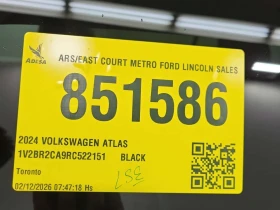 ADESA
ARS/EAST COURT METRO FORD LINCOLN SALES
851586
2024 VOLKSWAGEN ATLAS
1V2BR2CA9RC522151 BLACK
Toronto
02/12/2026 07:47:18 Hs
357